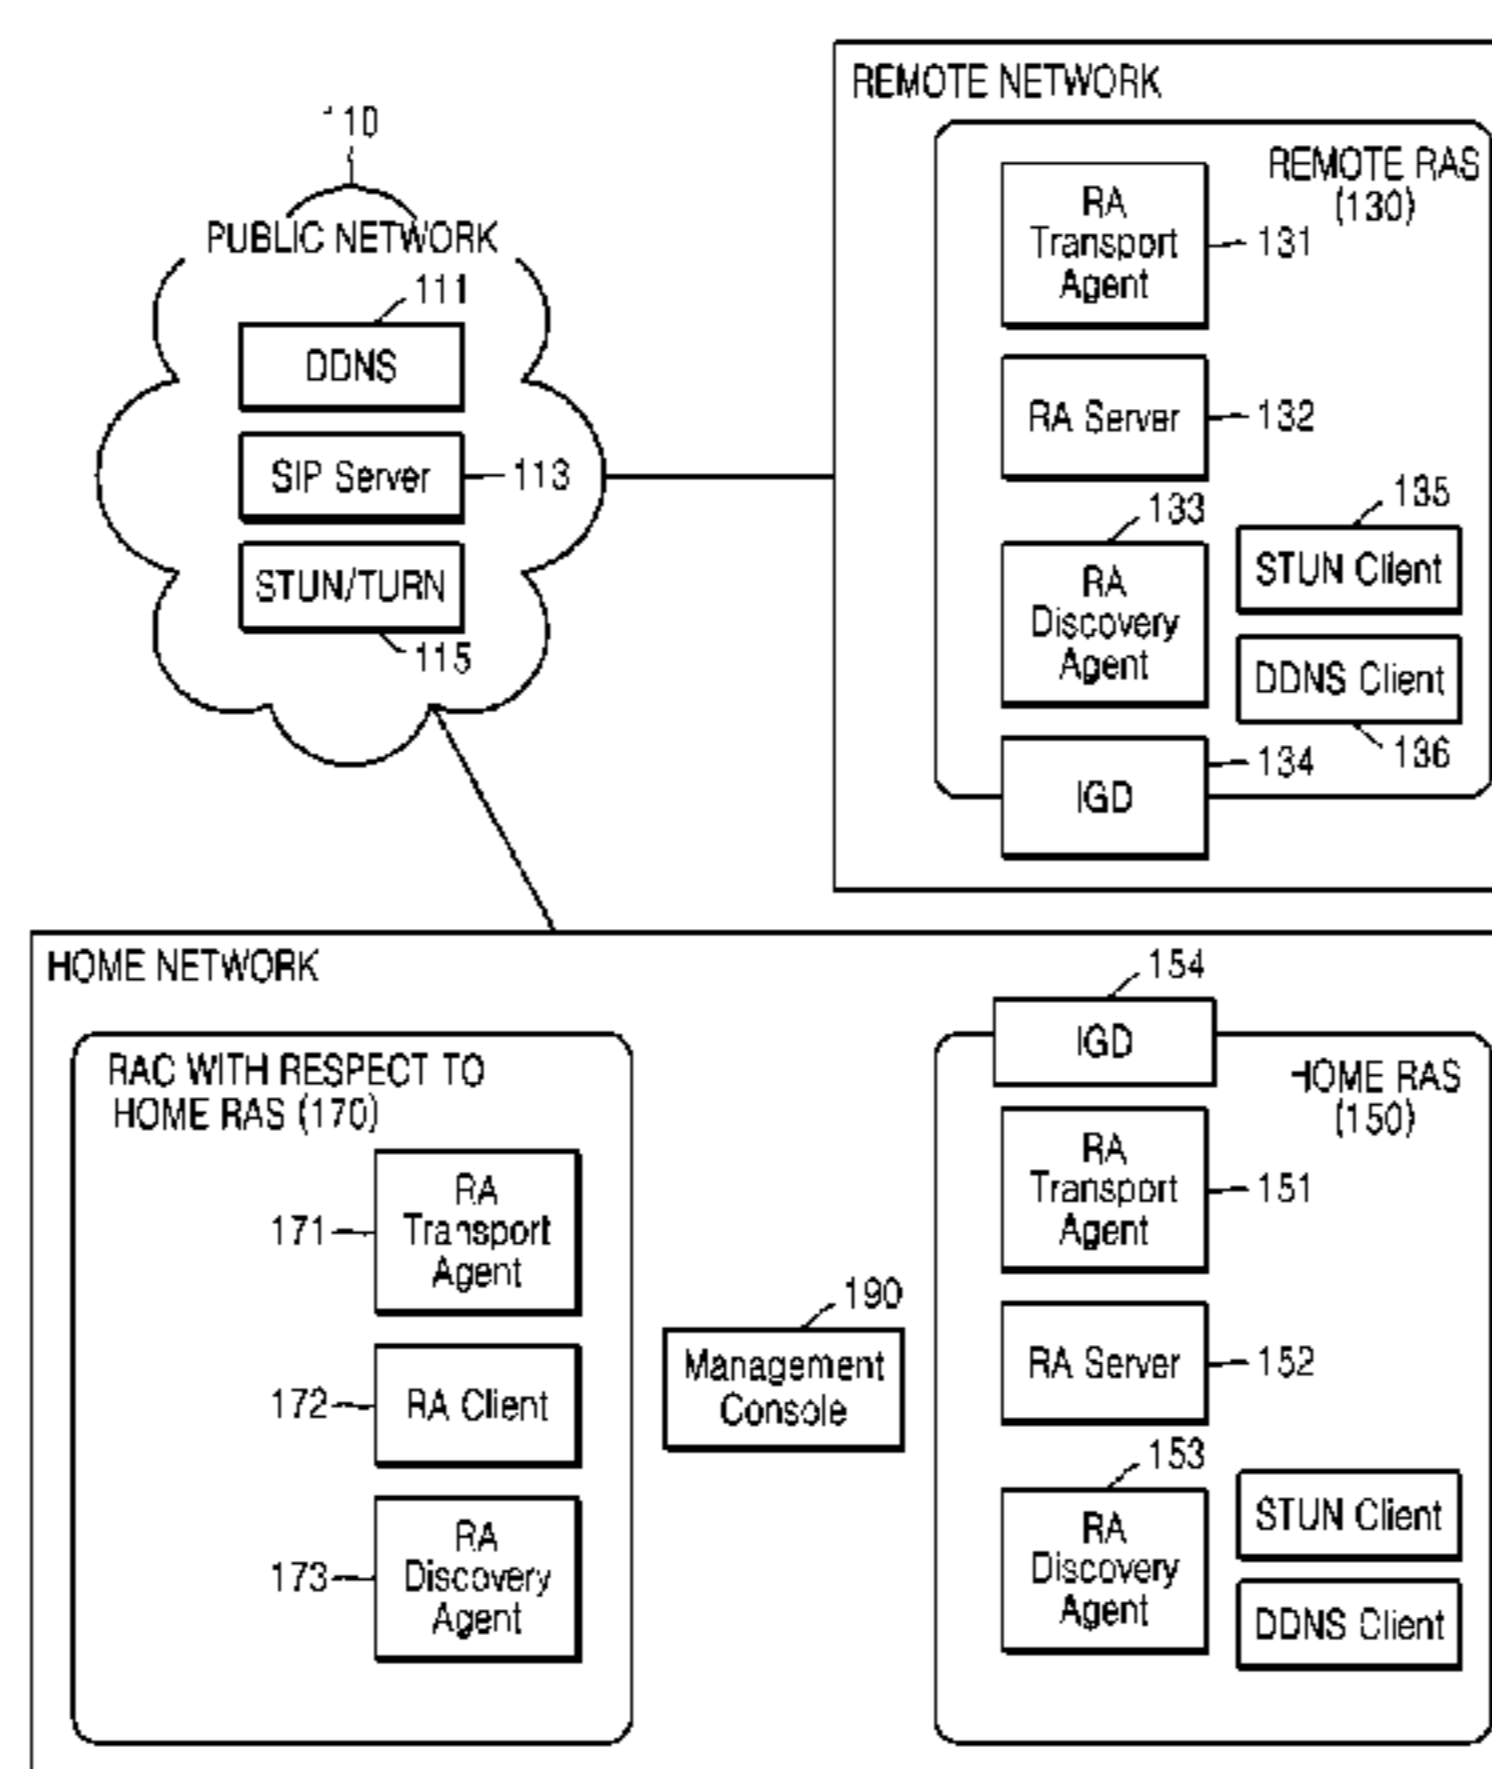 110
PUBLIC NETWORK
111
DDNS
SIP Server
113
STUN/TURN
115
REMOTE NETWORK
REMOTE RAS
(130)
RA
Transport
Agent
131
RA Server
132
133
RA
Discovery
Agent
135
STUN Client
DDNS Client
136
134
IGD
HOME NETWORK
RAC WITH RESPECT TO
HOME RAS (170)
171
RA
Transport
Agent
172
RA Client
173
RA
Discovery
Agent
190
Management
Console
154
IGD
HOME RAS
(150)
RA
Transport
Agent
151
RA Server
152
153
RA
Discovery
Agent
STUN Client
DDNS Client